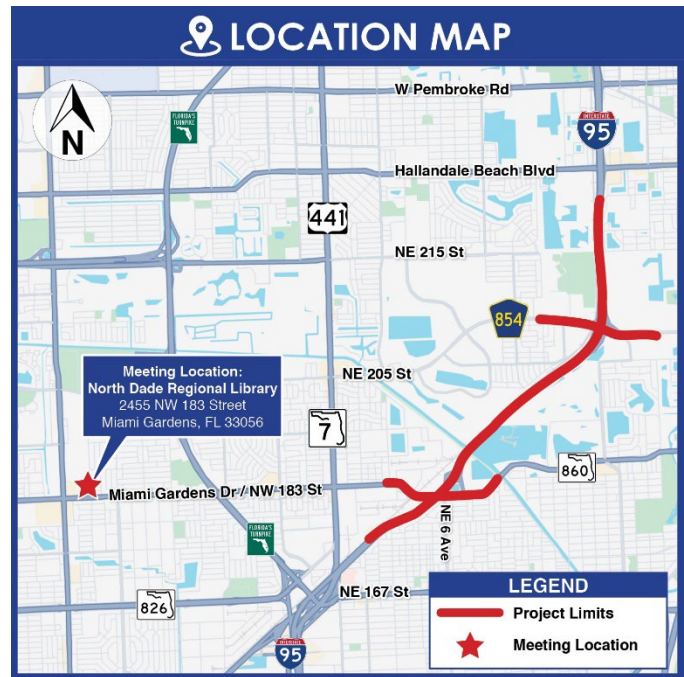 LOCATION MAP
N
FLORIDA'S
TURNPIKE
W Pembroke Rd
INTERSTATE
95
Hallandale Beach Blvd
441
NE 215 St
854
Meeting Location:
North Dade Regional Library
2455 NW 183 Street
Miami Gardens, FL 33056
NE 205 St
7
860
Miami Gardens Dr / NW 183 St
NE 6 Ave
FLORIDA'S
TURNPIKE
826
NE 167 St
INTERSTATE
95
LEGEND
Project Limits
Meeting Location